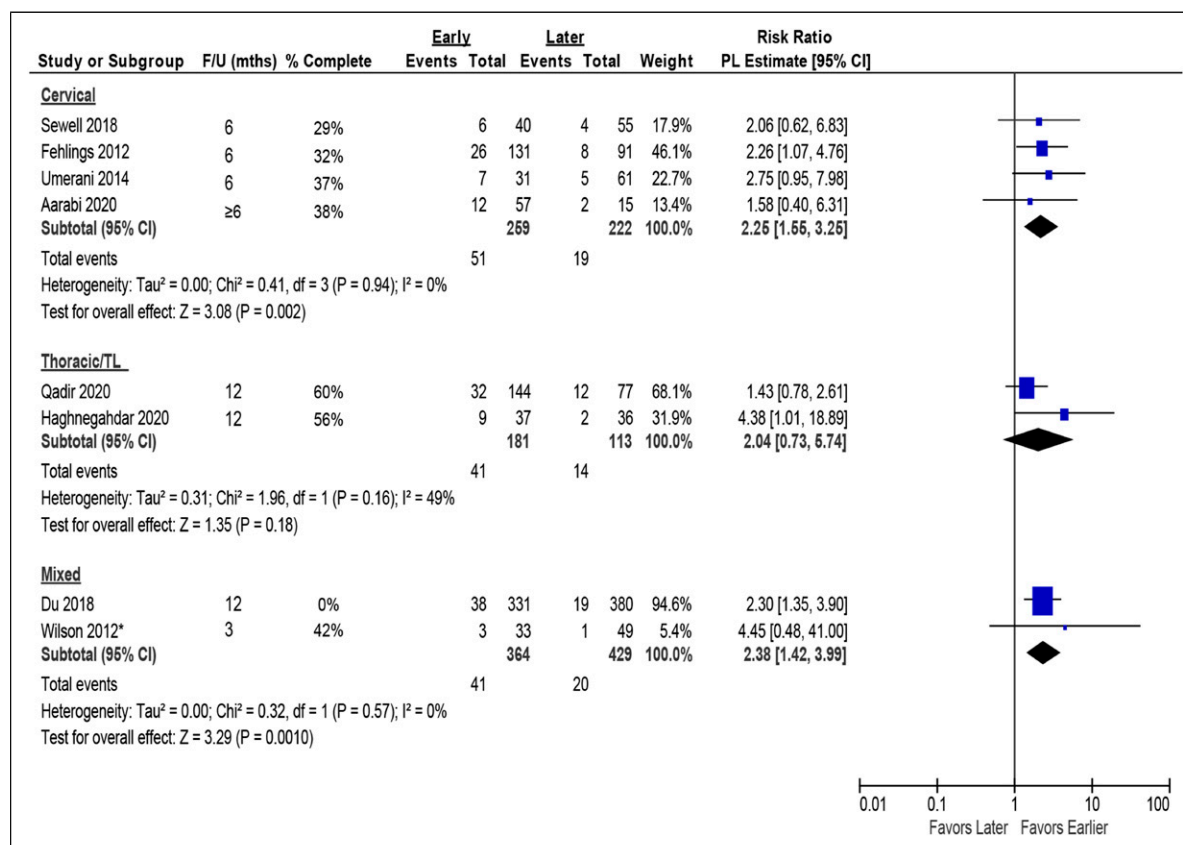 Early Later Risk Ratio
Study or Subgroup F/U (mths) % Complete Events Total Events Total Weight PL Estimate [95% CI]
Cervical
Sewell 2018 6 29% 6 40 4 55 17.9% 2.06 [0.62, 6.83]
Fehlings 2012 6 32% 26 131 8 91 46.1% 2.26 [1.07, 4.76]
Umerani 2014 6 37% 7 31 5 61 22.7% 2.75 [0.95, 7.98]
Aarabi 2020 ≥6 38% 12 57 2 15 13.4% 1.58 [0.40, 6.31]
Subtotal (95% CI) 259 222 100.0% 2.25 [1.55, 3.25]
Total events 51 19
Heterogeneity: Tau² = 0.00; Chi² = 0.41, df = 3 (P = 0.94); I² = 0%
Test for overall effect: Z = 3.08 (P = 0.002)
Thoracic/TL
Qadir 2020 12 60% 32 144 12 77 68.1% 1.43 [0.78, 2.61]
Haghnegahdar 2020 12 56% 9 37 2 36 31.9% 4.38 [1.01, 18.89]
Subtotal (95% CI) 181 113 100.0% 2.04 [0.73, 5.74]
Total events 41 14
Heterogeneity: Tau² = 0.31; Chi² = 1.96, df = 1 (P = 0.16); I² = 49%
Test for overall effect: Z = 1.35 (P = 0.18)
Mixed
Du 2018 12 0% 38 331 19 380 94.6% 2.30 [1.35, 3.90]
Wilson 2012* 3 42% 3 33 1 49 5.4% 4.45 [0.48, 41.00]
Subtotal (95% CI) 364 429 100.0% 2.38 [1.42, 3.99]
Total events 41 20
Heterogeneity: Tau² = 0.00; Chi² = 0.32, df = 1 (P = 0.57); I² = 0%
Test for overall effect: Z = 3.29 (P = 0.0010)
0.01 0.1 1 10 100
Favors Later Favors Earlier